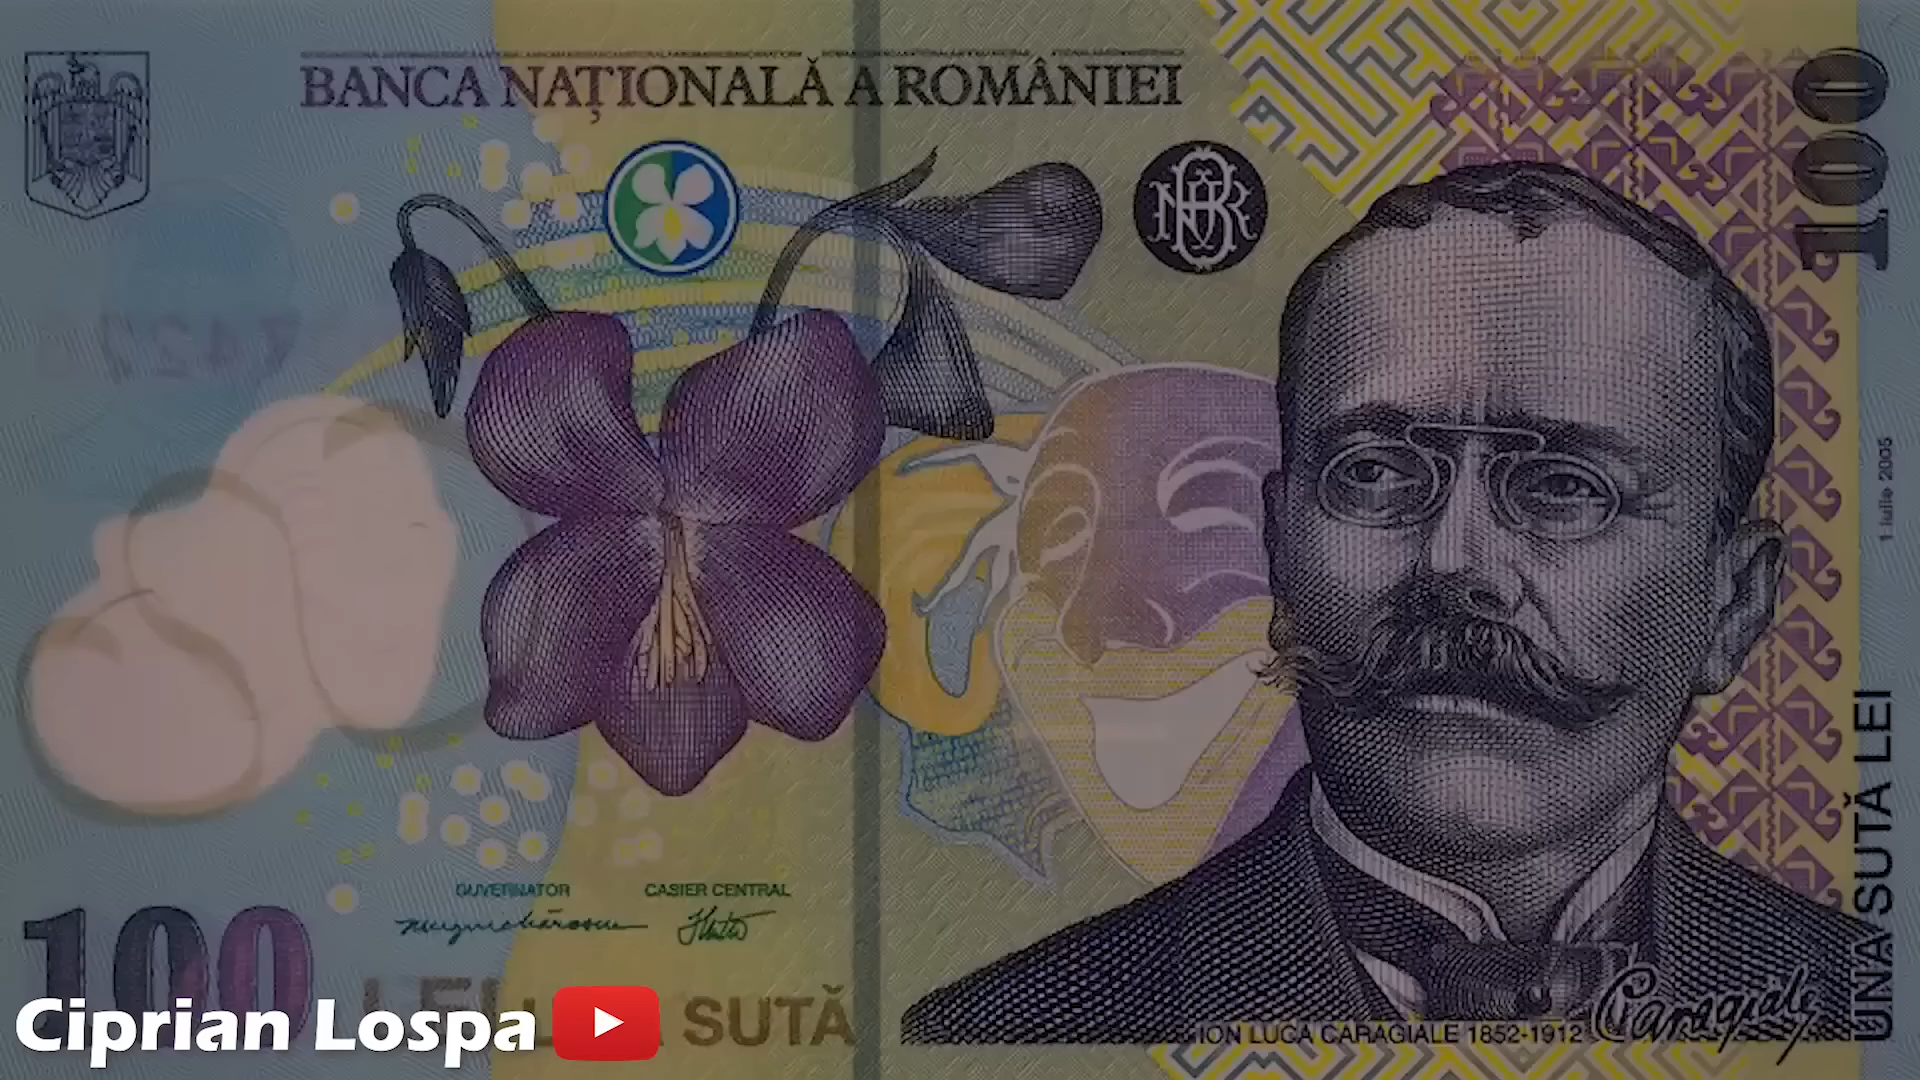 BANCA NAȚIONALĂ A ROMÂNIEI
100
BNR
1 iulie 2005
UNA SUTĂ LEI
GUVERNATOR
CASIER CENTRAL
100
SUTĂ
Caragiale
ION LUCA CARAGIALE 1852-1912
Ciprian Lospa